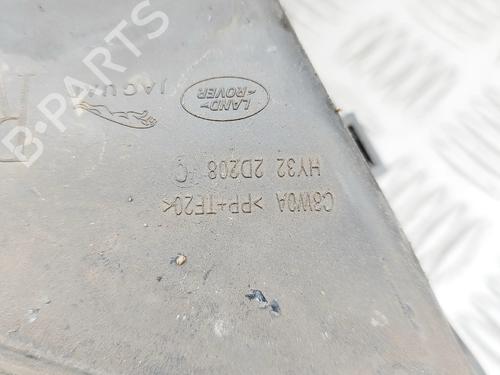 C8W0A >PP+TF20<
HY32 2D208 C
LAND-
ROVER
JAGUAR
B-PARTS